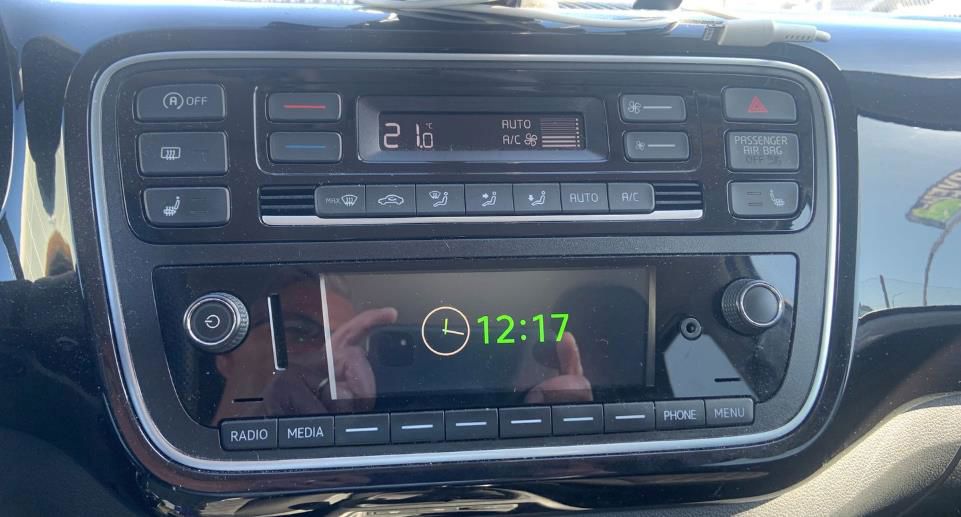 A OFF
21.0 °C
AUTO
A/C
PASSENGER
AIR BAG
OFF
MAX
AUTO
A/C
12:17
RADIO
MEDIA
PHONE
MENU